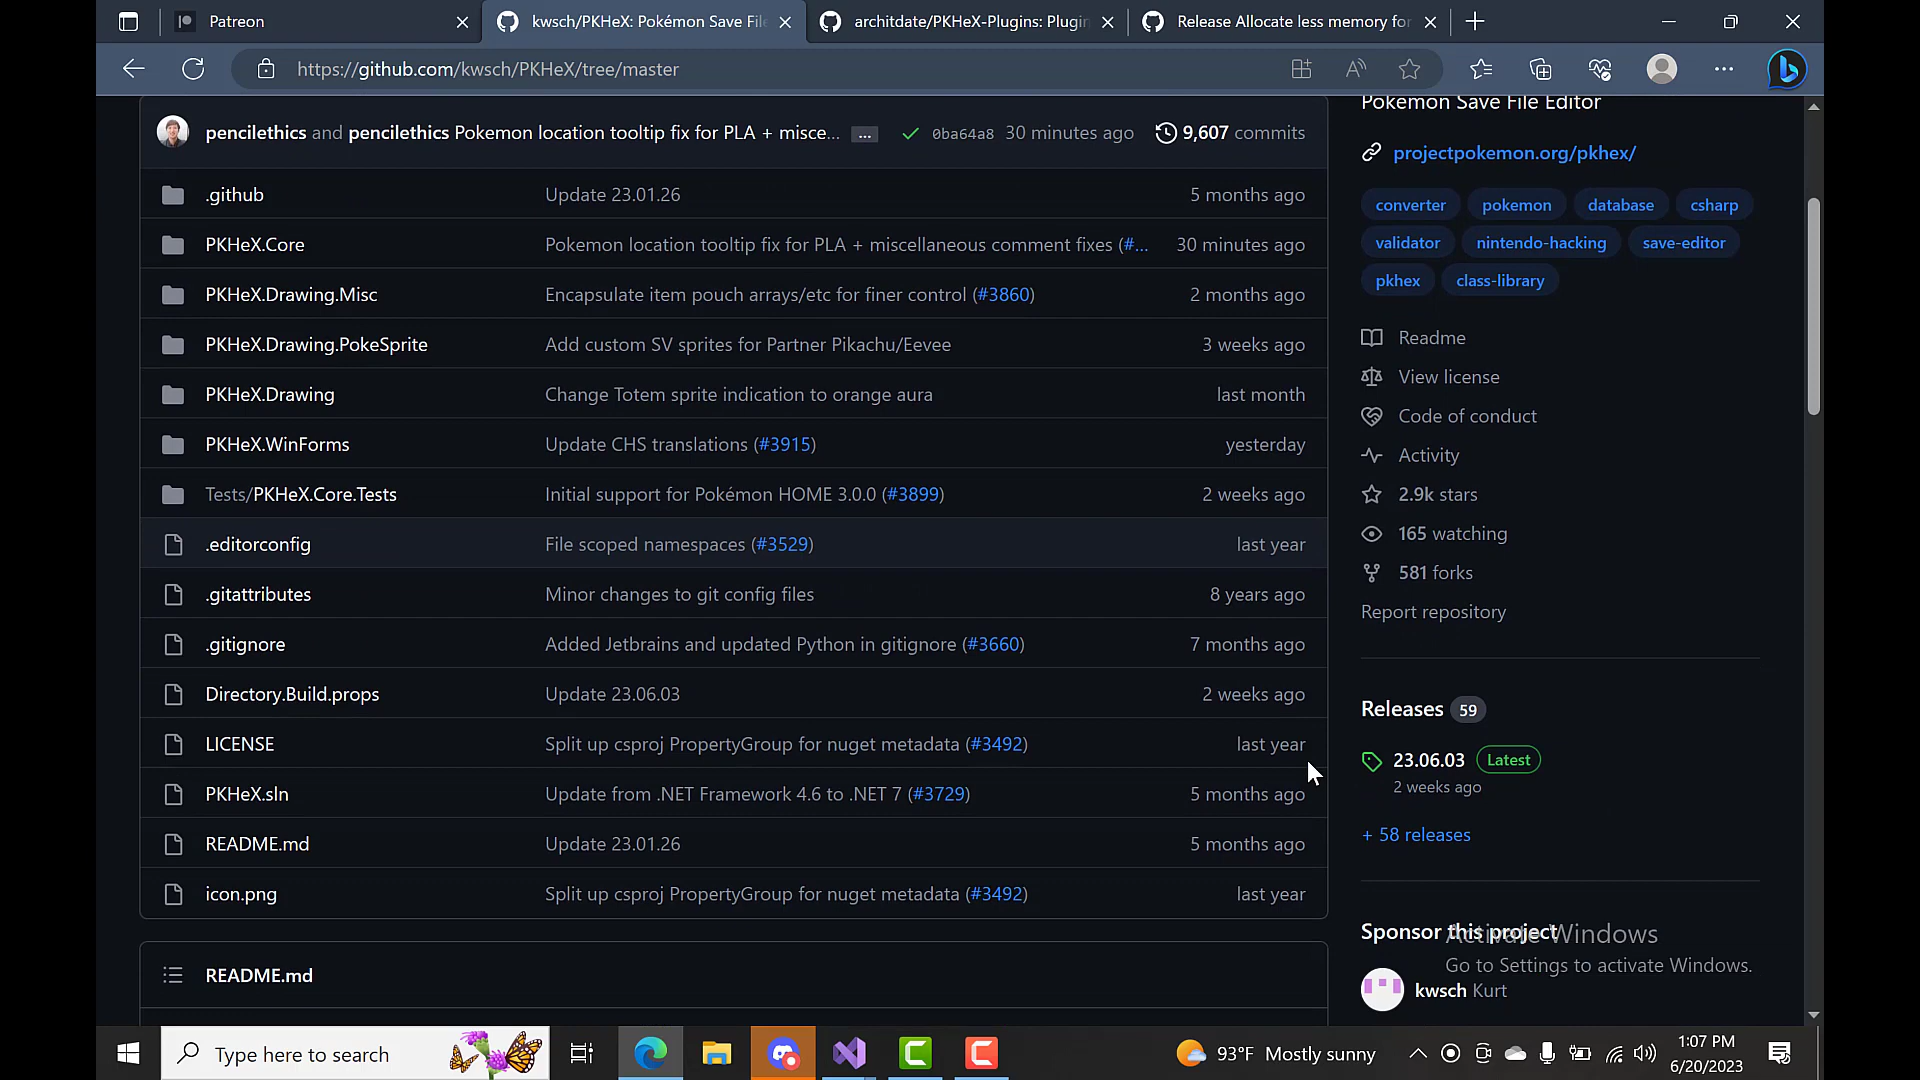 Patreon
kwsch/PKHeX: Pokémon Save File
architdate/PKHeX-Plugins: Plugin
Release Allocate less memory for
https://github.com/kwsch/PKHeX/tree/master
pencilethics and pencilethics Pokemon location tooltip fix for PLA + misce... ... 0ba64a8 30 minutes ago 9,607 commits
.github Update 23.01.26 5 months ago
PKHeX.Core Pokemon location tooltip fix for PLA + miscellaneous comment fixes (#... 30 minutes ago
PKHeX.Drawing.Misc Encapsulate item pouch arrays/etc for finer control (#3860) 2 months ago
PKHeX.Drawing.PokeSprite Add custom SV sprites for Partner Pikachu/Eevee 3 weeks ago
PKHeX.Drawing Change Totem sprite indication to orange aura last month
PKHeX.WinForms Update CHS translations (#3915) yesterday
Tests/PKHeX.Core.Tests Initial support for Pokémon HOME 3.0.0 (#3899) 2 weeks ago
.editorconfig File scoped namespaces (#3529) last year
.gitattributes Minor changes to git config files 8 years ago
.gitignore Added Jetbrains and updated Python in gitignore (#3660) 7 months ago
Directory.Build.props Update 23.06.03 2 weeks ago
LICENSE Split up csproj PropertyGroup for nuget metadata (#3492) last year
PKHeX.sln Update from .NET Framework 4.6 to .NET 7 (#3729) 5 months ago
README.md Update 23.01.26 5 months ago
icon.png Split up csproj PropertyGroup for nuget metadata (#3492) last year
README.md
Pokémon Save File Editor
projectpokemon.org/pkhex/
converter pokemon database csharp
validator nintendo-hacking save-editor
pkhex class-library
Readme
View license
Code of conduct
Activity
2.9k stars
165 watching
581 forks
Report repository
Releases 59
23.06.03 Latest
2 weeks ago
+ 58 releases
Sponsor this project
kwsch Kurt
Activate Windows
Go to Settings to activate Windows.
Type here to search
93°F Mostly sunny
1:07 PM
6/20/2023